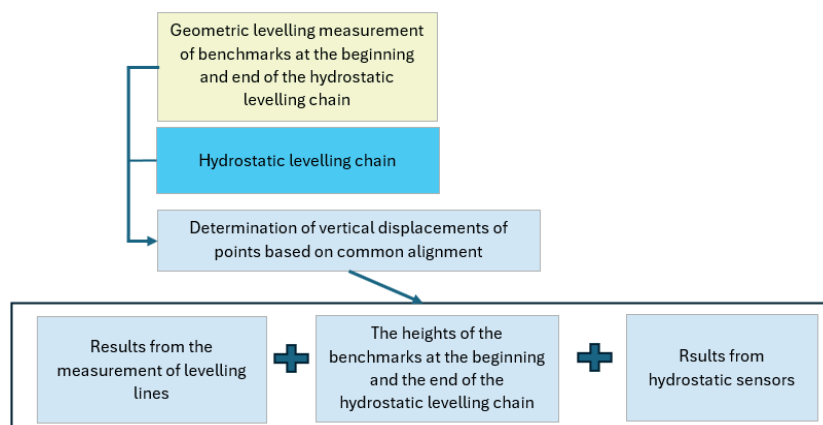 Geometric levelling measurement
of benchmarks at the beginning
and end of the hydrostatic
levelling chain
Hydrostatic levelling chain
Determination of vertical displacements of
points based on common alignment
Results from the
measurement of levelling
lines
The heights of the
benchmarks at the beginning
and the end of the
hydrostatic levelling chain
Rsults from
hydrostatic sensors